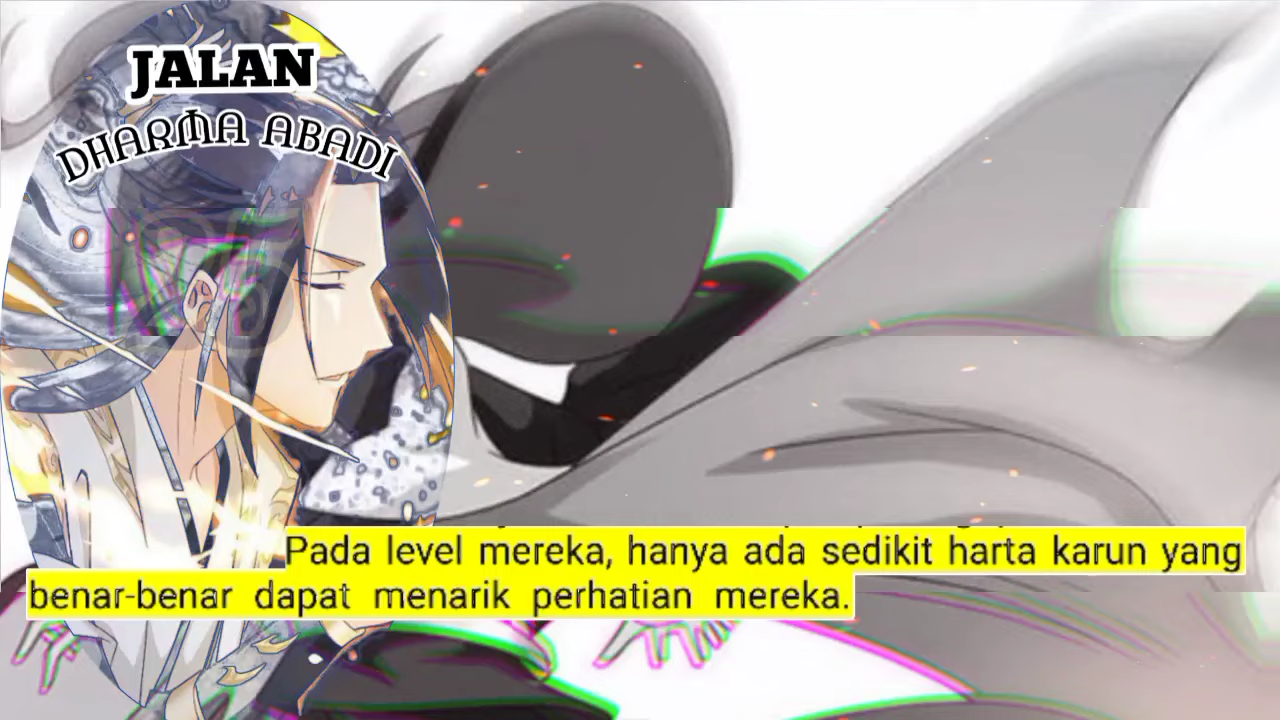 JALAN
DHARMA ABADI
Pada level mereka, hanya ada sedikit harta karun yang
benar-benar dapat menarik perhatian mereka.